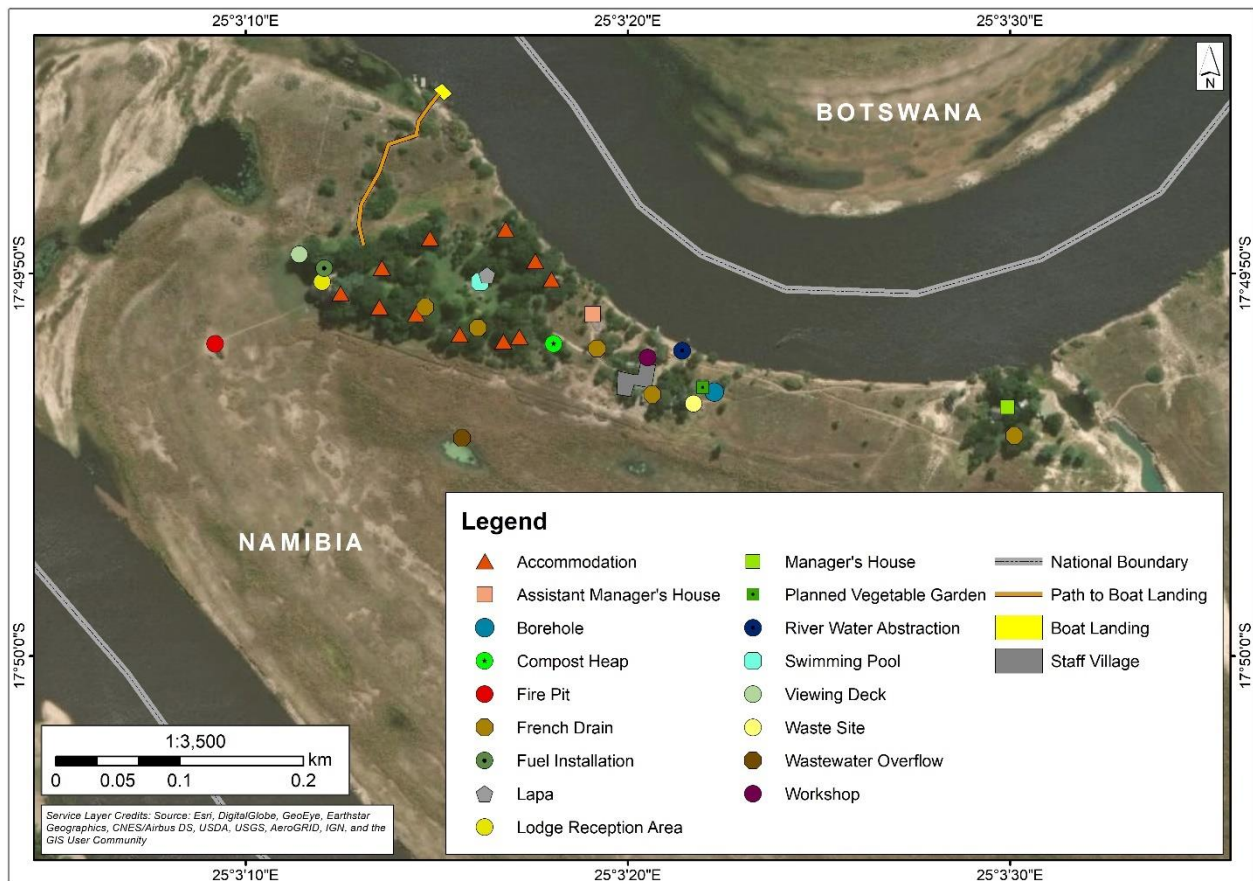 25°3'10"E 25°3'20"E 25°3'30"E
N
BOTSWANA
17°49'50"S 17°49'50"S
NAMIBIA
Legend
Accommodation
Assistant Manager's House
Borehole
Compost Heap
Fire Pit
French Drain
Fuel Installation
Lapa
Lodge Reception Area
Manager's House
Planned Vegetable Garden
River Water Abstraction
Swimming Pool
Viewing Deck
Waste Site
Wastewater Overflow
Workshop
National Boundary
Path to Boat Landing
Boat Landing
Staff Village
17°50'0"S 17°50'0"S
1:3,500
km
0 0.05 0.1 0.2
Service Layer Credits: Source: Esri, DigitalGlobe, GeoEye, Earthstar
Geographics, CNES/Airbus DS, USDA, USGS, AeroGRID, IGN, and the
GIS User Community
25°3'10"E 25°3'20"E 25°3'30"E